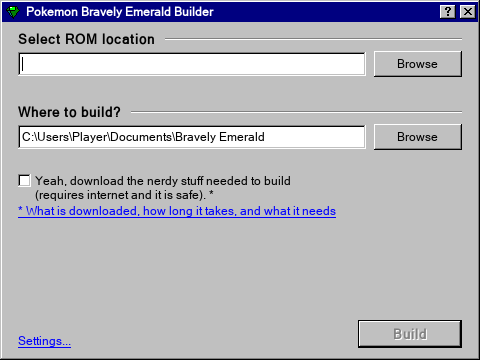 Pokemon Bravely Emerald Builder
Select ROM location
Browse
Where to build?
C:\Users\Player\Documents\Bravely Emerald
Browse
Yeah, download the nerdy stuff needed to build
(requires internet and it is safe). *
* What is downloaded, how long it takes, and what it needs
Build
Settings...